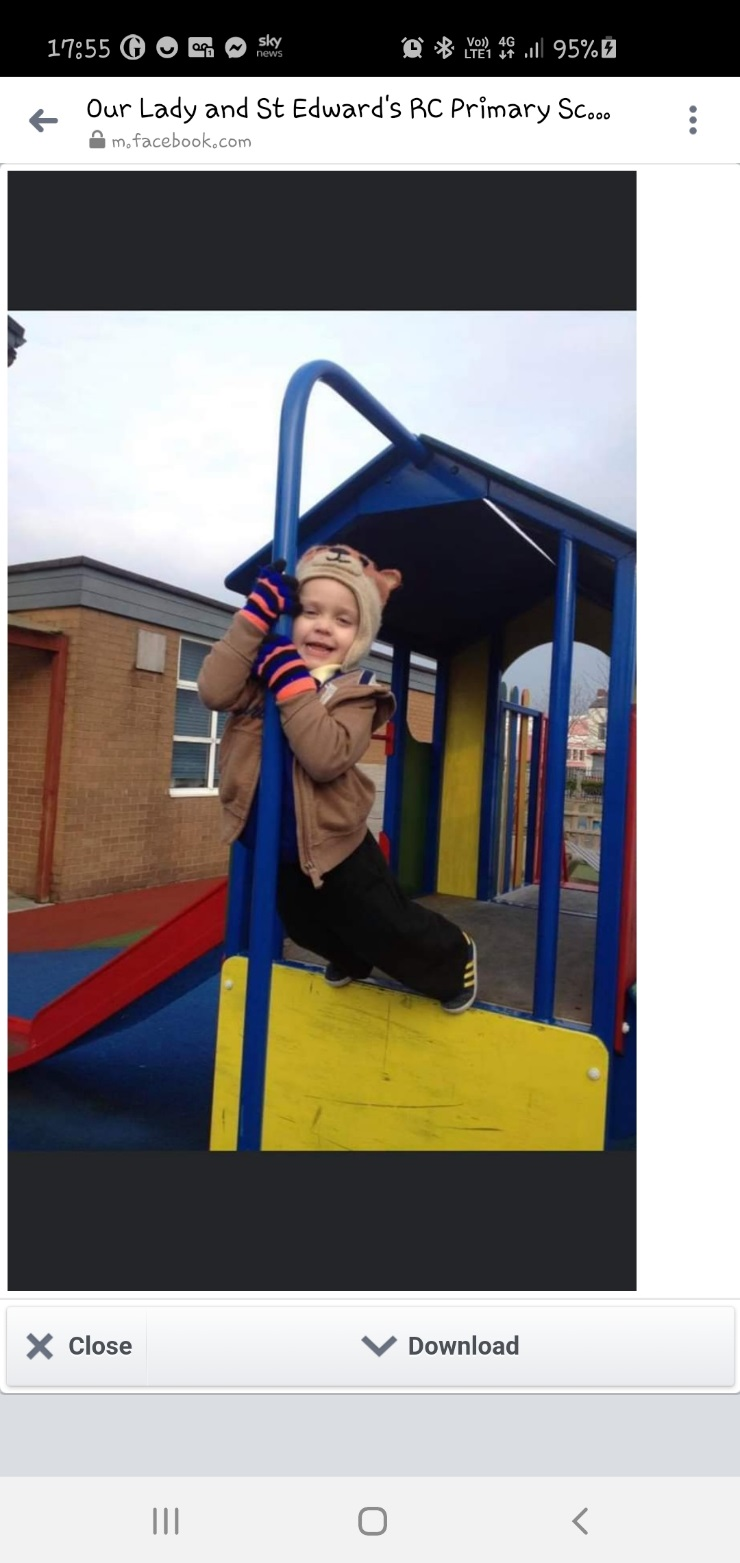 17:55 sky news Vo)) LTE1 4G 95%
Our Lady and St Edward's RC Primary Sc...
m.facebook.com
Close Download